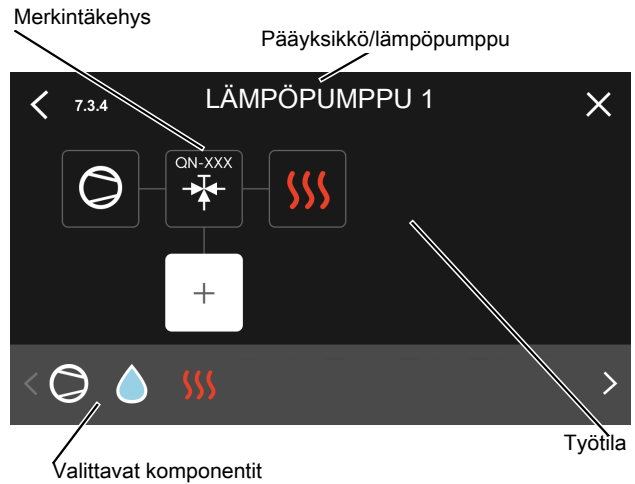 Merkintäkehys
Pääyksikkö/lämpöpumppu
7.3.4
LÄMPÖPUMPPU 1
QN-XXX
Työtila
Valittavat komponentit